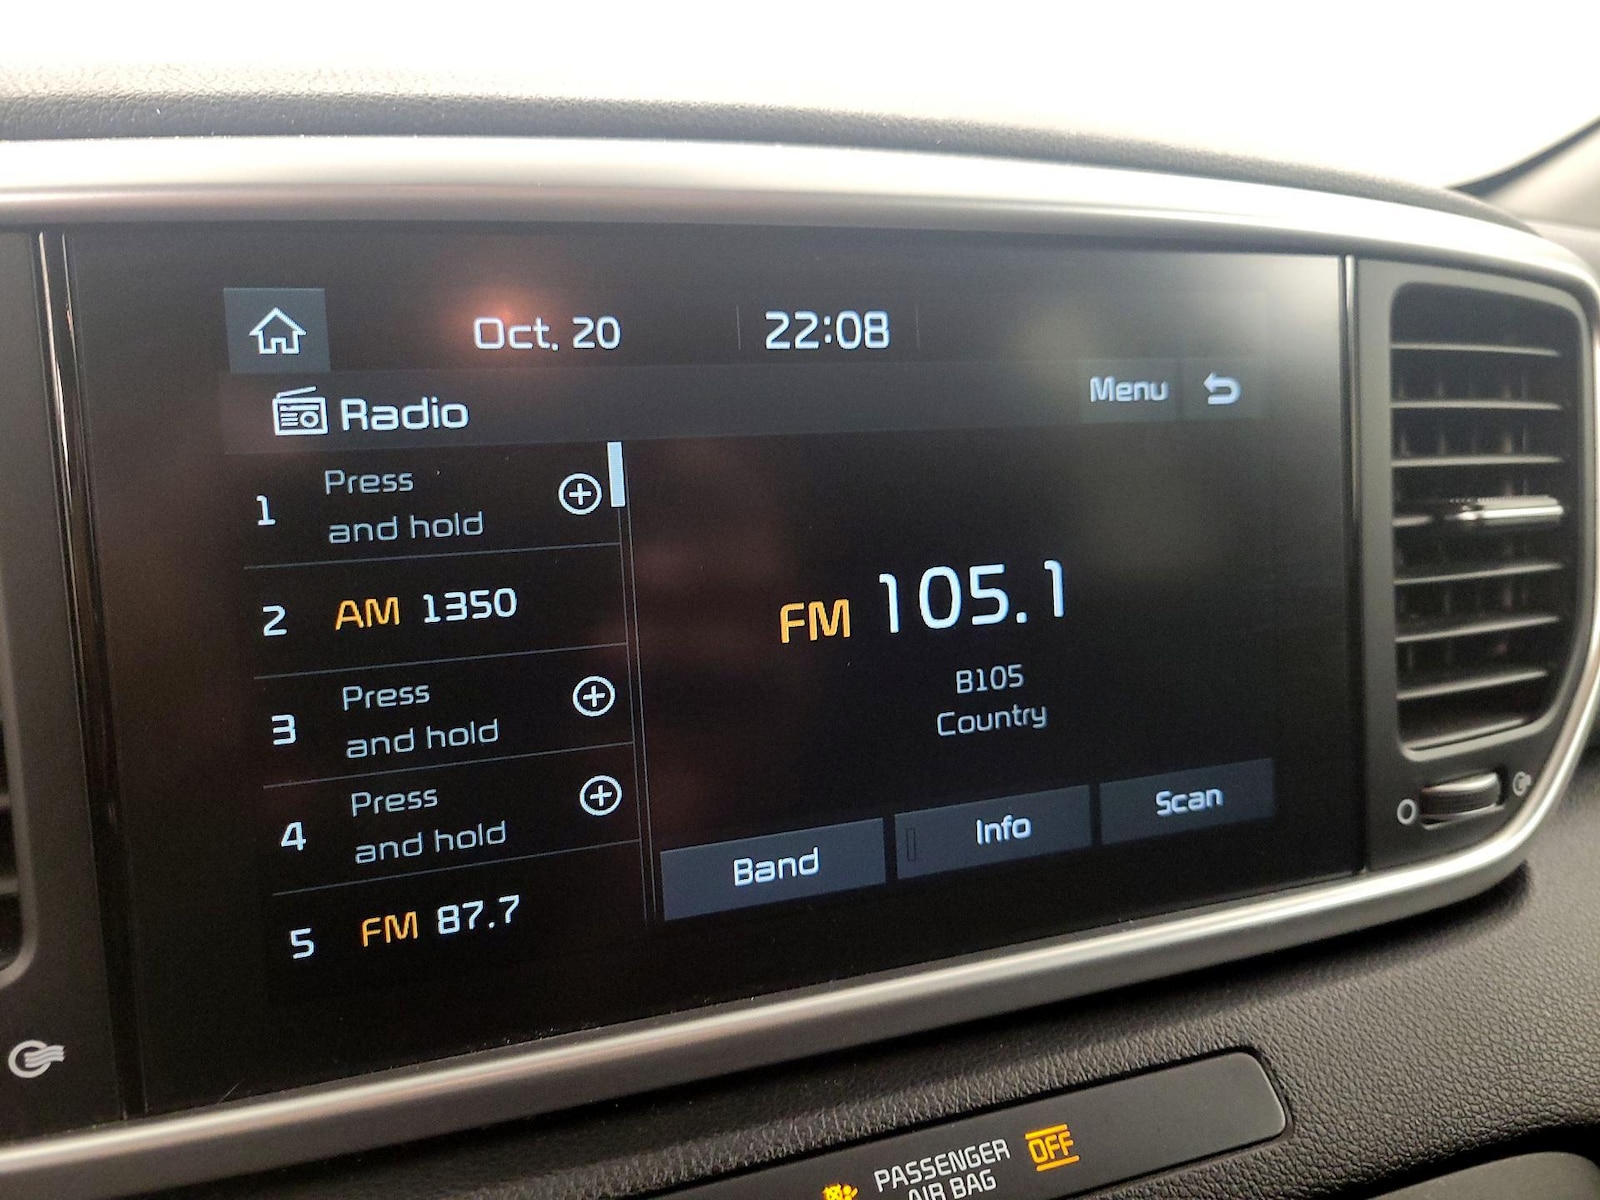 Oct. 20
22:08
Radio
Menu
1
Press
and hold
2 AM 1350
3
Press
and hold
4
Press
and hold
5 FM 87.7
FM 105.1
B105
Country
Band
Info
Scan
PASSENGER
AIR BAG
OFF